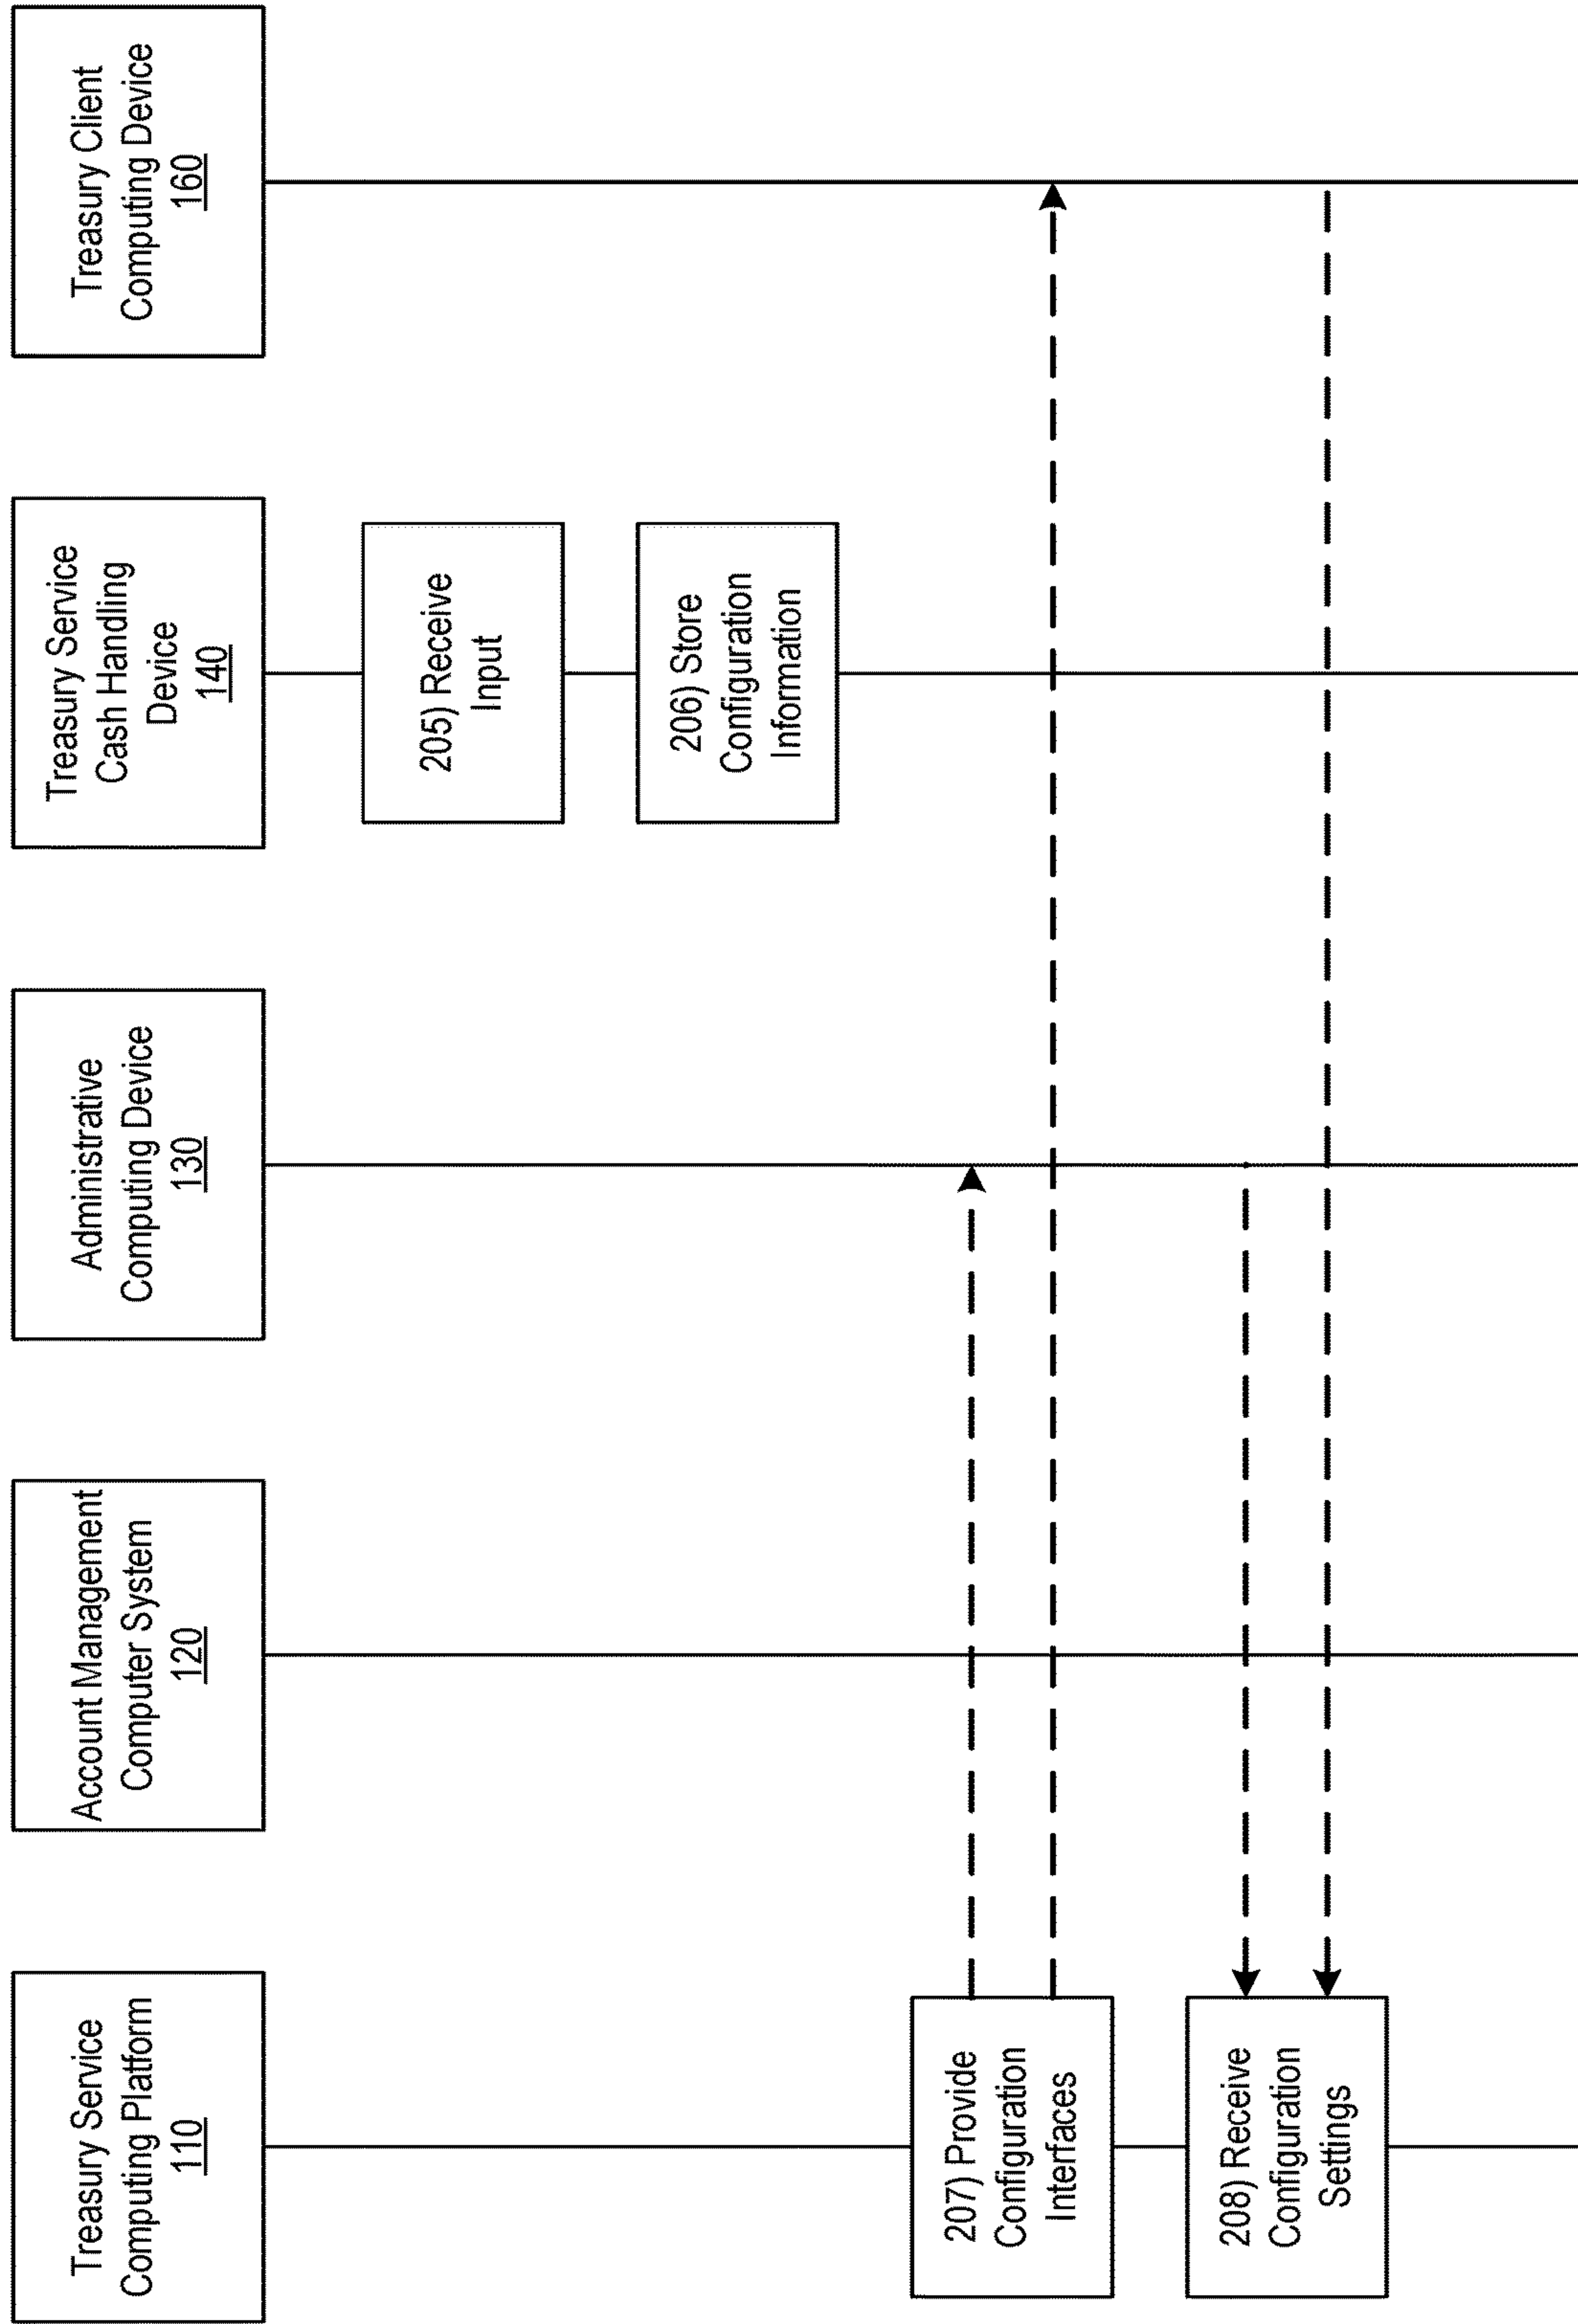 Treasury Service
Computing Platform
110
Account Management
Computer System
120
Administrative
Computing Device
130
Treasury Service
Cash Handling
Device
140
Treasury Client
Computing Device
160
205) Receive
Input
206) Store
Configuration
Information
207) Provide
Configuration
Interfaces
208) Receive
Configuration
Settings